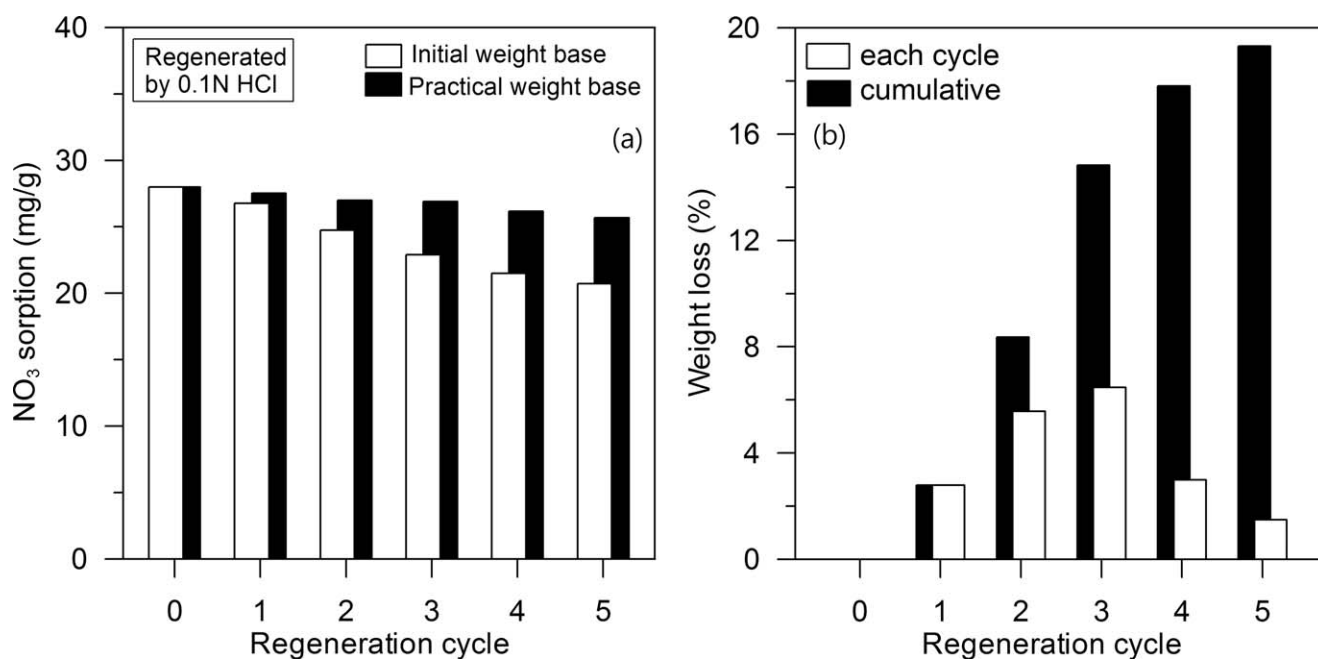 40
30
20
10
0
NO₃ sorption (mg/g)
Regenerated
by 0.1N HCl
Initial weight base
Practical weight base
(a)
0 1 2 3 4 5
Regeneration cycle
20
16
12
8
4
0
Weight loss (%)
each cycle
cumulative
(b)
0 1 2 3 4 5
Regeneration cycle